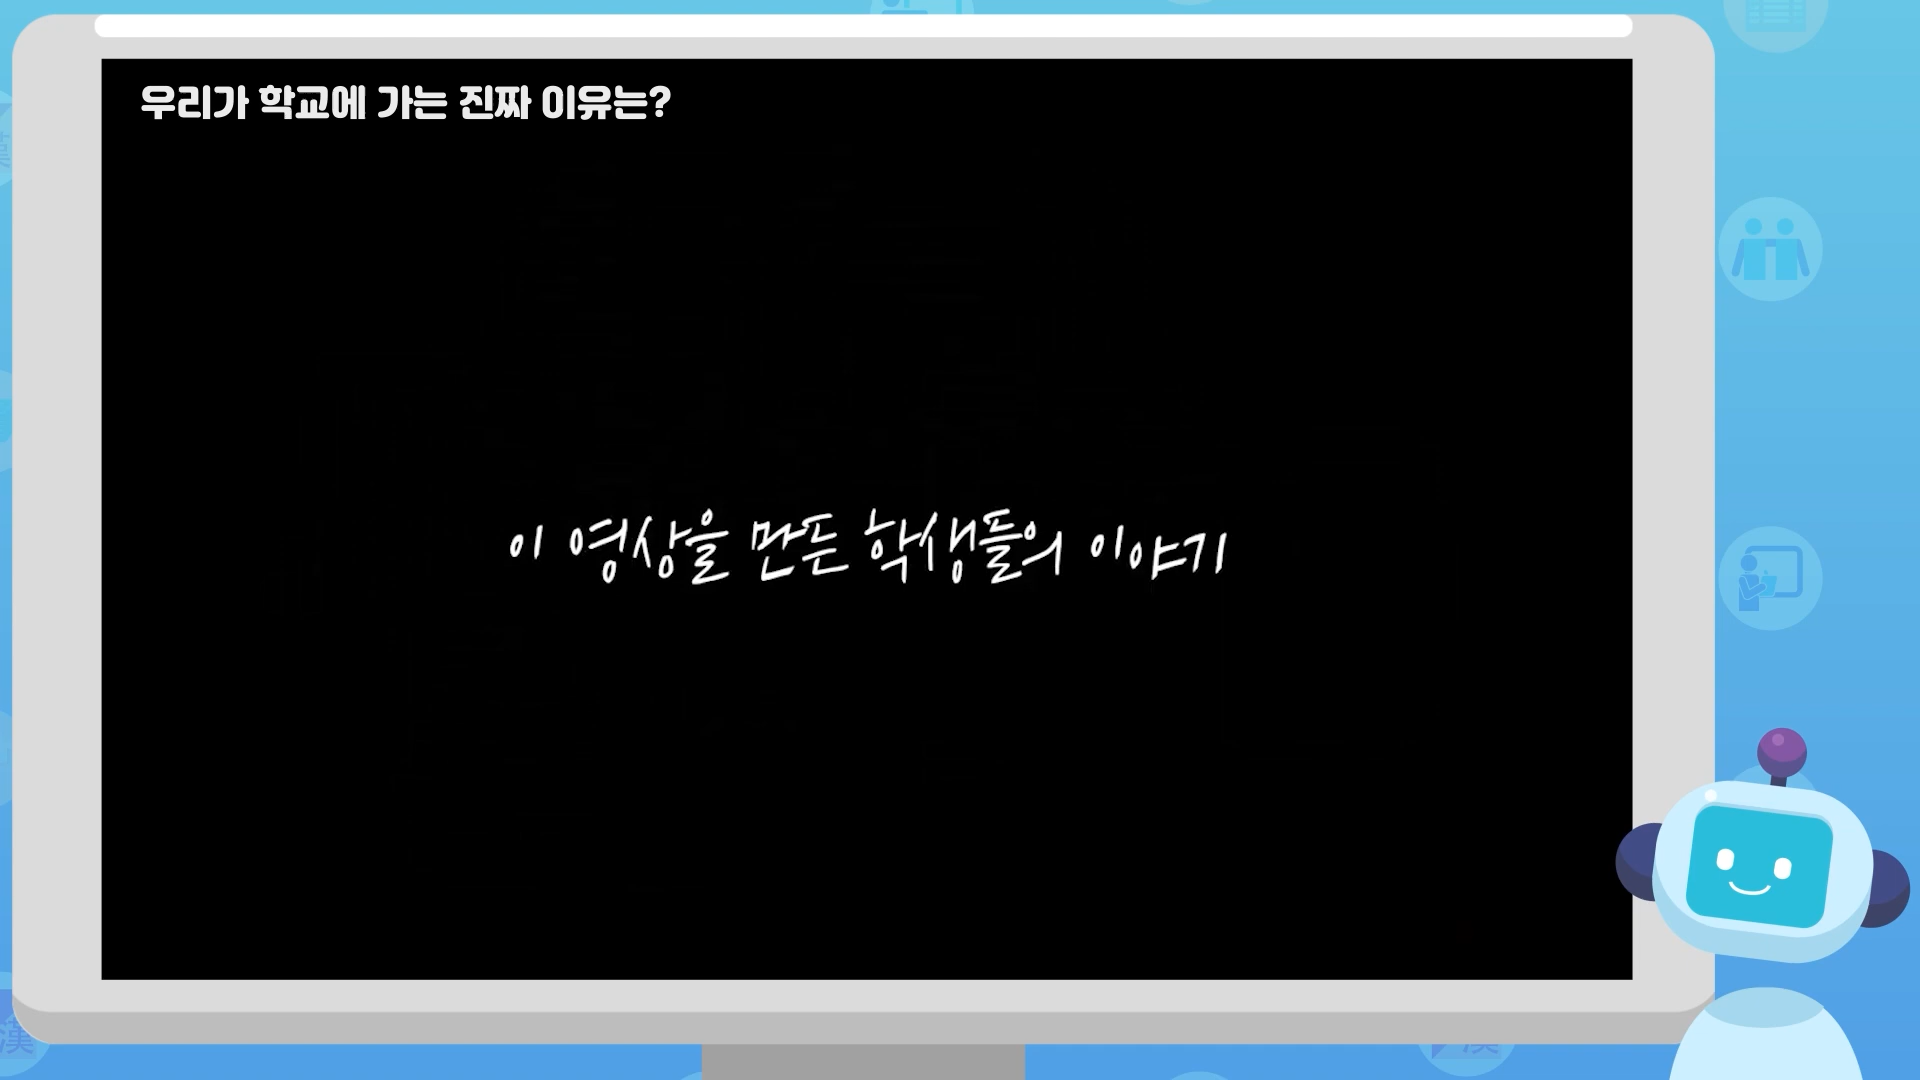 우리가 학교에 가는 진짜 이유는?
이 영상을 만든 학생들의 이야기
漢